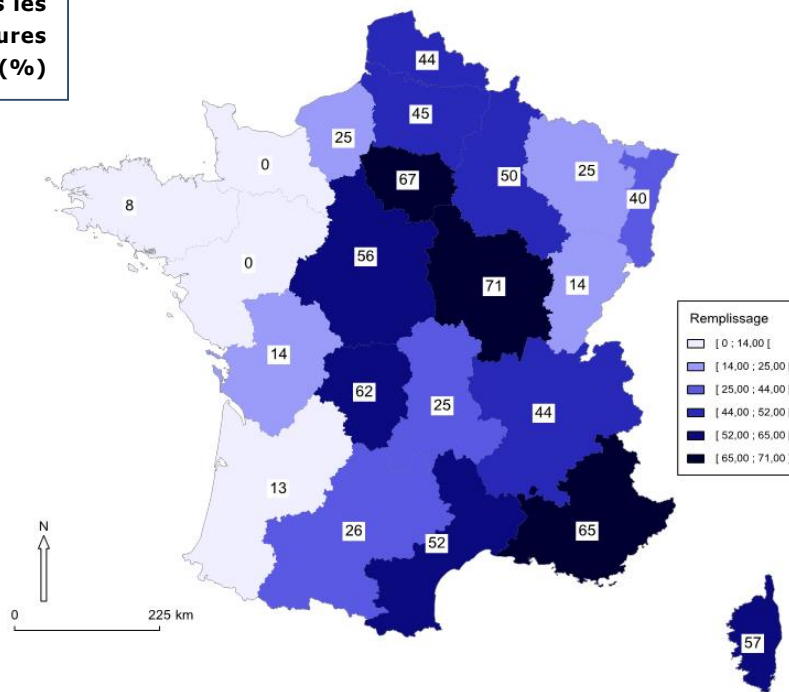 s les
ures
(%)
44
45
25
0
67
50
25
8
40
0
56
71
14
14
62
25
44
13
26
52
65
57
Remplissage
[ 0 ; 14,00 [
[ 14,00 ; 25,00 [
[ 25,00 ; 44,00 [
[ 44,00 ; 52,00 [
[ 52,00 ; 65,00 [
[ 65,00 ; 71,00 ]
N
0 225 km